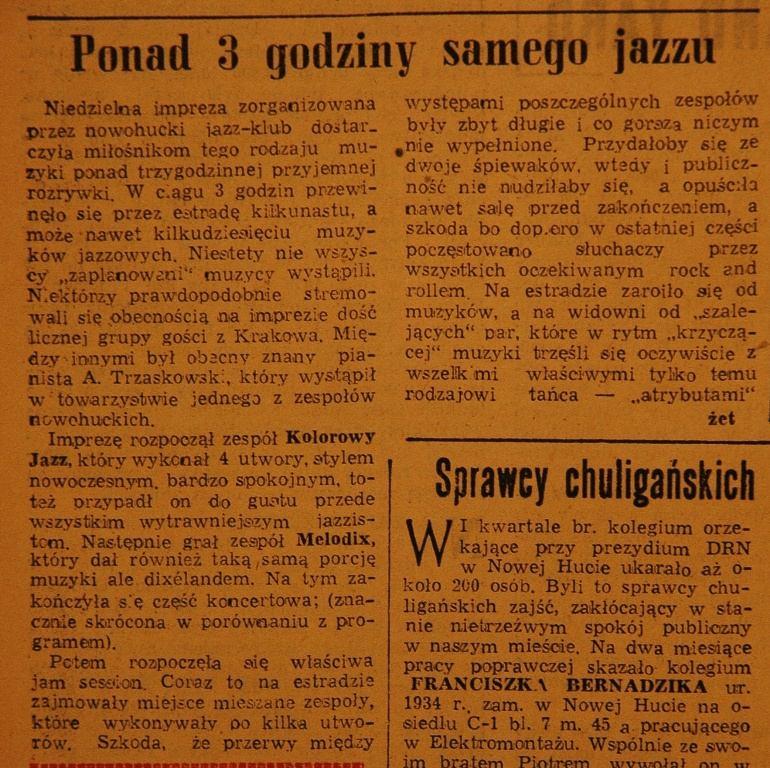 Ponad 3 godziny samego jazzu
Niedzielna impreza zorganizowana
przez nowohucki jazz-klub dostar-
czyła miłośnikom tego rodzaju mu-
zyki ponad trzygodzinnej przyjemnej
rozrywki. W c.agu 3 godzin przewi-
nęło się przez estradę kilkunastu, a
może nawet kilkudziesięciu muzy-
ków jazzowych. Niestety nie wszys-
cy „zaplanowani“ muzycy wystąpili.
Niektórzy prawdopodobnie stremo-
wali się obecnością na imprezie dość
licznej grupy gości z Krakowa. Mię-
dzy innymi był obecny znany pia-
nista A. Trzaskowski, który wystąpił
w towarzystwie jednego z zespołów
nowohuckich.
Imprezę rozpoczął zespół Kolorowy
Jazz, który wykonał 4 utwory, stylem
nowoczesnym, bardzo spokojnym, to-
też przypadł on do gustu przede
wszystkim wytrawniejszym jazzis-
tom. Następnie grał zespół Melodix,
który dał również taką samą porcję
muzyki ale dixélandem. Na tym za-
kończyła się część koncertowa; (zna-
cznie skrócona w porównaniu z pro-
gramem).
Potem rozpoczęła się właściwa
jam session. Coraz to na estradzie
zajmowały miejsce mieszane zespoły,
które wykonywały po kilka utwo-
rów. Szkoda, że przerwy między
występami poszczególnych zespołów
były zbyt długie i co gorsza niczym
nie wypełnione. Przydałoby się ze
dwoje śpiewaków, wtedy i publicz-
ność nie nudziłaby się, a opuściła
nawet salę przed zakończeniem, a
szkoda bo dop.ero w ostatniej części
poczęstowano słuchaczy przez
wszystkich oczekiwanym rock and
rollem. Na estradzie zaroiło się od
muzyków, a na widowni od „szale-
jących“ par, które w rytm „krzyczą-
cej“ muzyki trzęśli się oczywiście z
wszelkimi właściwymi tylko temu
rodzajowi tańca — „atrybutami“
żet
Sprawcy chuligańskich
W I kwartale br. kolegium orze-
kające przy prezydium DRN
w Nowej Hucie ukarało aż o-
koło 200 osób. Byli to sprawcy chu-
ligańskich zajść, zakłócający w sta-
nie nietrzeźwym spokój publiczny
w naszym mieście. Na dwa miesiące
pracy poprawczej skazało kolegium
FRANCISZKA BERNADZIKA ur.
1934 r., zam. w Nowej Hucie na o-
siedlu C-1 bl. 7 m. 45 a pracującego
w Elektromontażu. Wspólnie ze swo-
im bratem Piotrem wywołał on w